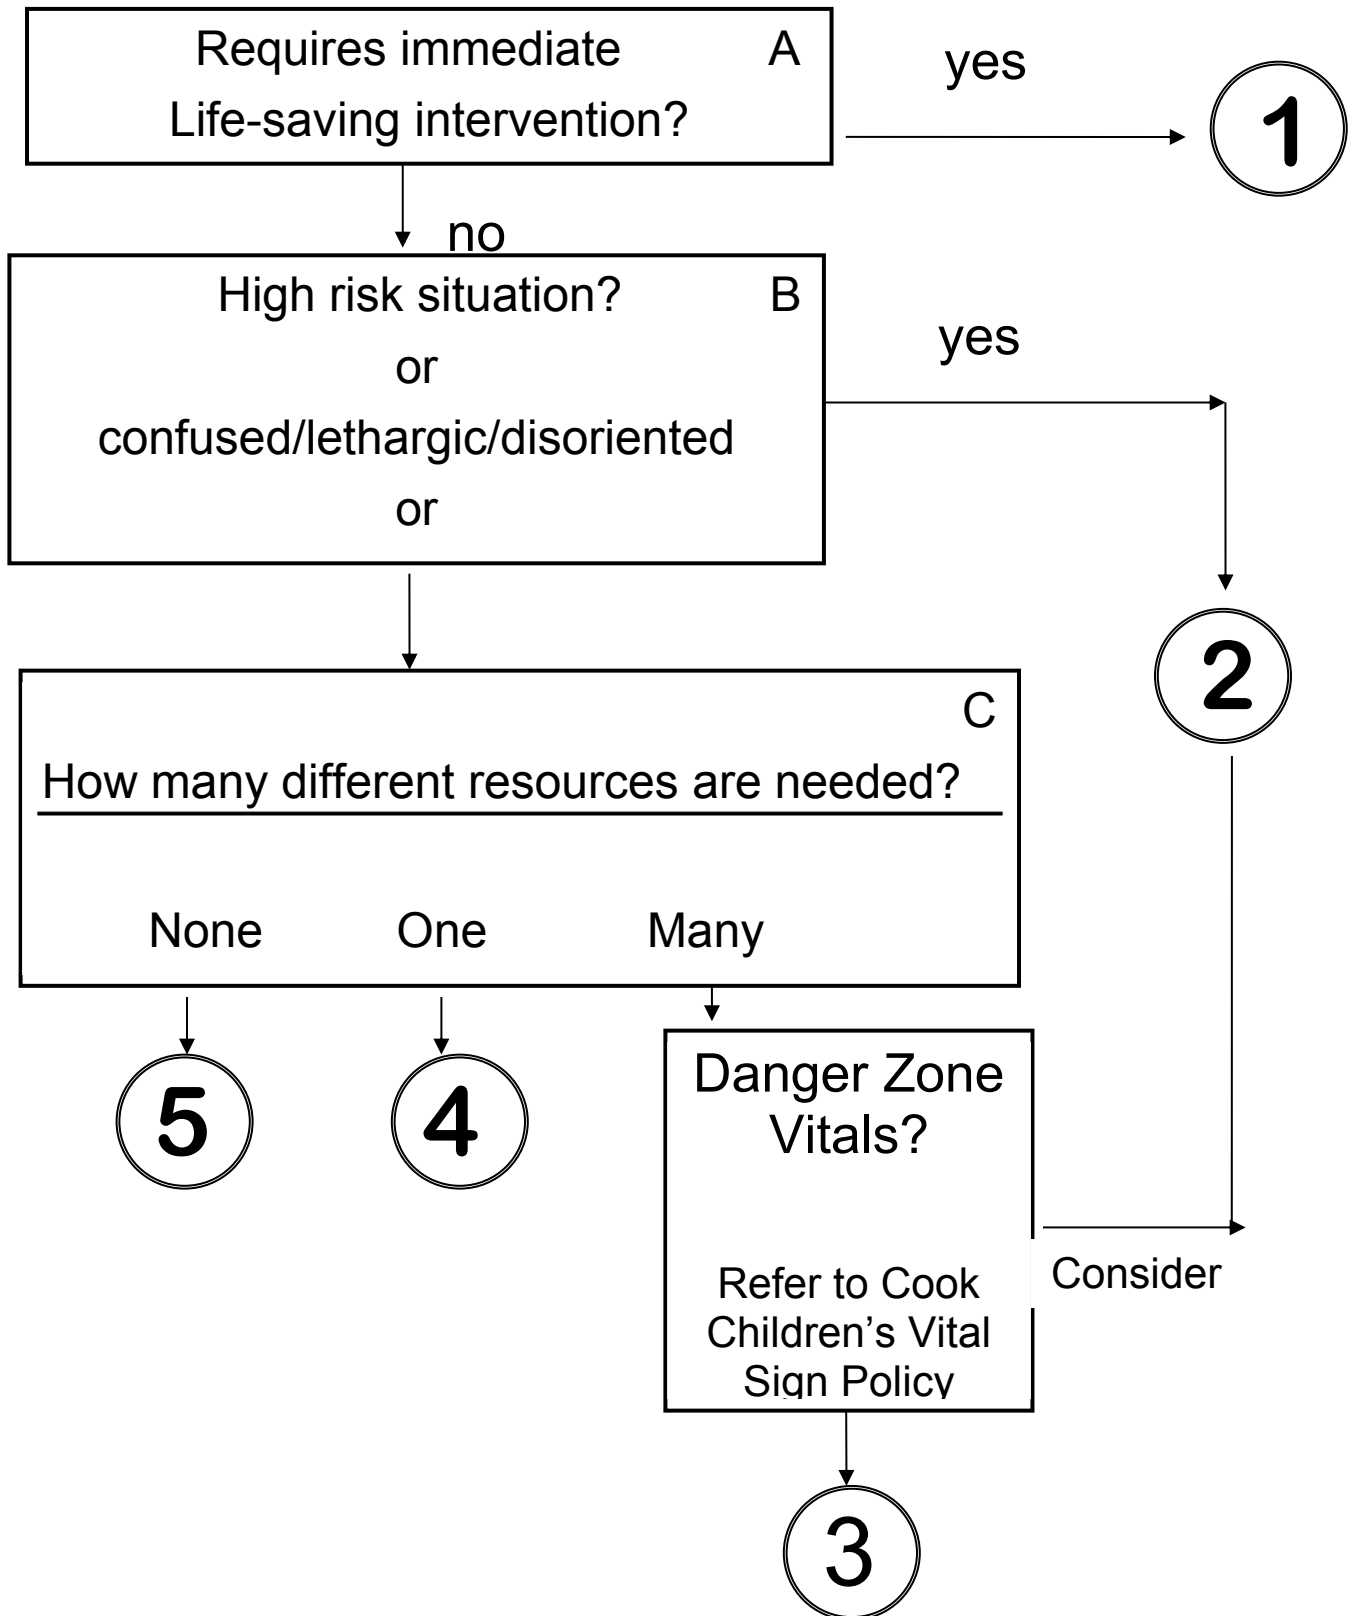 Requires immediate A
Life-saving intervention?
yes
1
no
High risk situation? B
or
confused/lethargic/disoriented
or
yes
2
C
How many different resources are needed?
None One Many
5
4
Danger Zone
Vitals?
Refer to Cook
Children’s Vital
Sign Policy
Consider
3